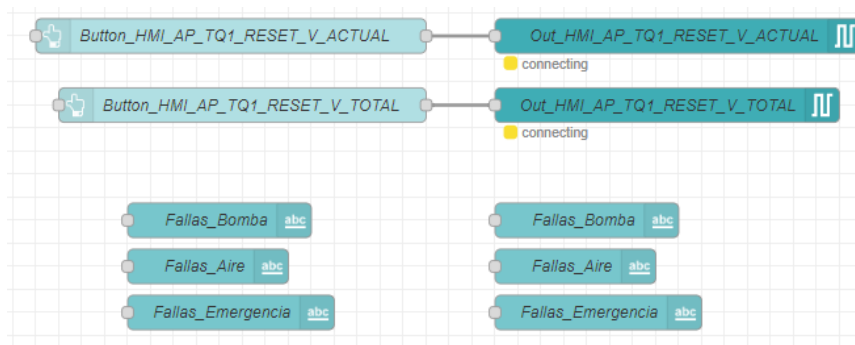 Button_HMI_AP_TQ1_RESET_V_ACTUAL Out_HMI_AP_TQ1_RESET_V_ACTUAL
connecting
Button_HMI_AP_TQ1_RESET_V_TOTAL Out_HMI_AP_TQ1_RESET_V_TOTAL
connecting
Fallas_Bomba abc Fallas_Bomba abc
Fallas_Aire abc Fallas_Aire abc
Fallas_Emergencia abc Fallas_Emergencia abc